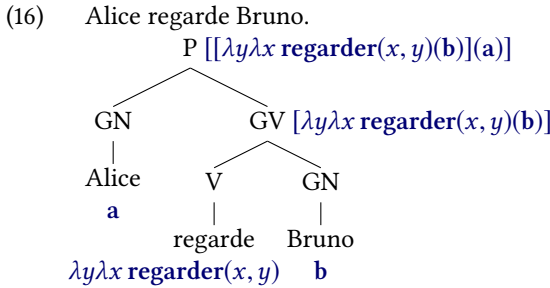 (16) Alice regarde Bruno.
P [[λyλx regarder(x, y)(b)](a)]
GN GV [λyλx regarder(x, y)(b)]
Alice V GN
a
regarde Bruno
λyλx regarder(x, y) b